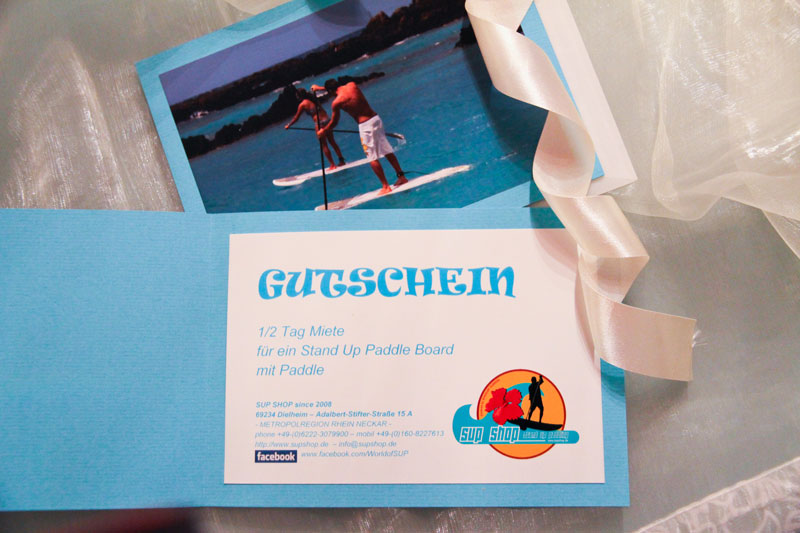 GUTSCHEIN
1/2 Tag Miete
für ein Stand Up Paddle Board
mit Paddle
SUP SHOP since 2008
69234 Dielheim – Adalbert-Stifter-Straße 15 A
- METROPOLREGION RHEIN NECKAR -
phone +49-(0)6222-3079900 – mobil +49-(0)160-8227613
http://www.supshop.de – info@supshop.de
facebook www.facebook.com/WorldofSUP
sup shop